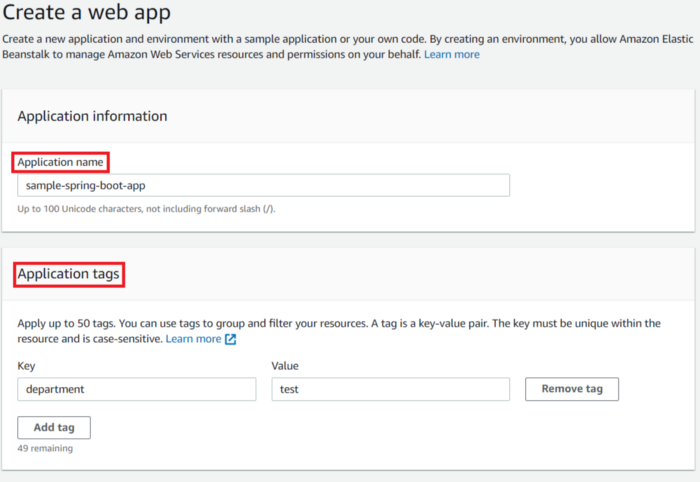 Create a web app
Create a new application and environment with a sample application or your own code. By creating an environment, you allow Amazon Elastic
Beanstalk to manage Amazon Web Services resources and permissions on your behalf. Learn more
Application information
Application name
sample-spring-boot-app
Up to 100 Unicode characters, not including forward slash (/).
Application tags
Apply up to 50 tags. You can use tags to group and filter your resources. A tag is a key-value pair. The key must be unique within the
resource and is case-sensitive. Learn more
Key Value
department test Remove tag
Add tag
49 remaining